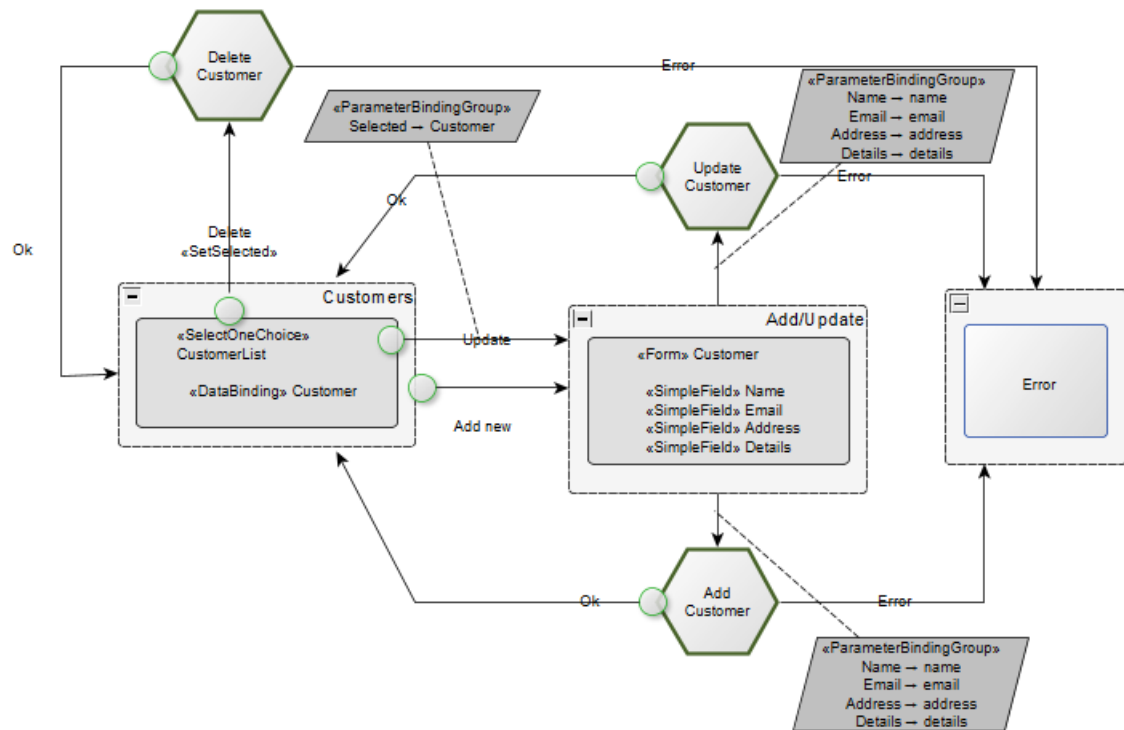 Delete
Customer
Error
«ParameterBindingGroup»
Name → name
Email → email
Address → address
Details → details
«ParameterBindingGroup»
Selected → Customer
Update
Customer
Error
Ok
Delete
«SetSelected»
Ok
Customers
«SelectOneChoice»
CustomerList
«DataBinding» Customer
Update
Add new
Add/Update
«Form» Customer
«SimpleField» Name
«SimpleField» Email
«SimpleField» Address
«SimpleField» Details
Error
Add
Customer
Ok
Error
«ParameterBindingGroup»
Name → name
Email → email
Address → address
Details → details